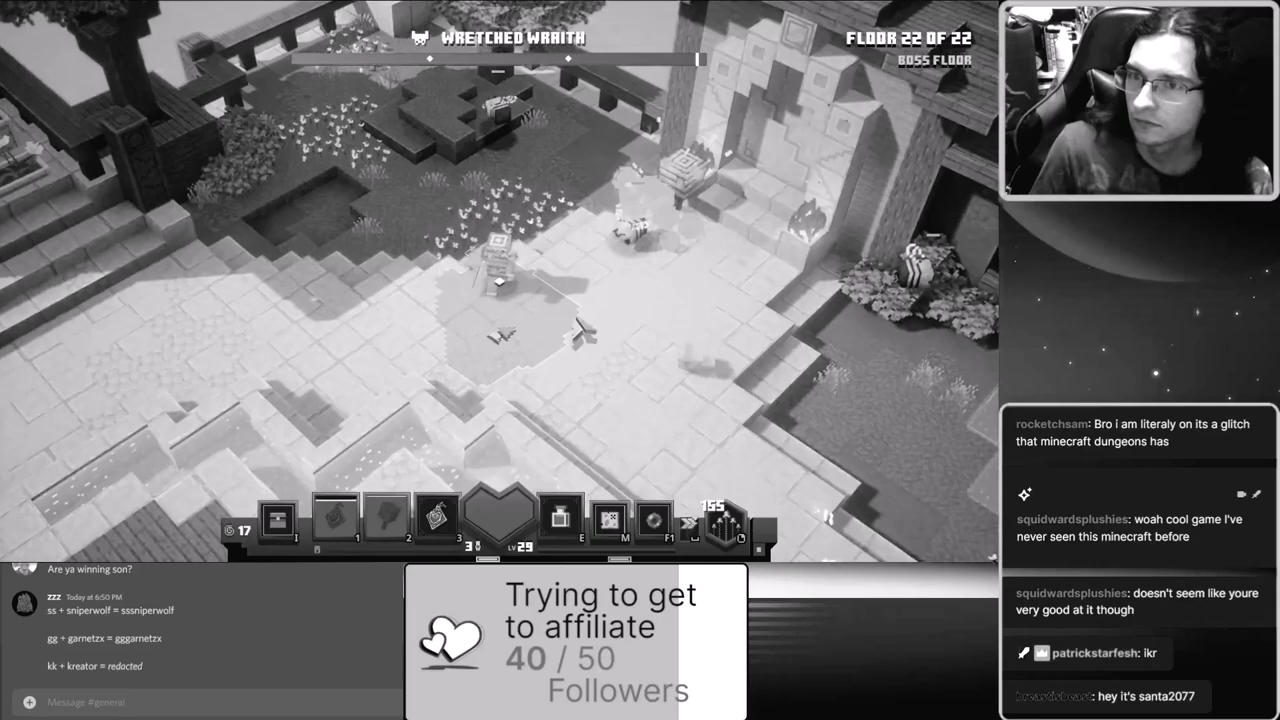 WRETCHED WRAITH
FLOOR 22 OF 22
BOSS FLOOR
rocketchsam: Bro i am literaly on its a glitch
that minecraft dungeons has
squidwardsplushies: woah cool game I've
never seen this minecraft before
squidwardsplushies: doesn't seem like youre
very good at it though
patrickstarfesh: ikr
breastisbeast: hey it's santa2077
17
I
1
2
3
3
LV 29
E
M
F1
155
Are ya winning son?
zzz Today at 6:50 PM
ss + sniperwolf = sssniperwolf
gg + garnetzx = gggarnetzx
kk + kreator = redacted
Message #general
Trying to get
to affiliate
40 / 50
Followers